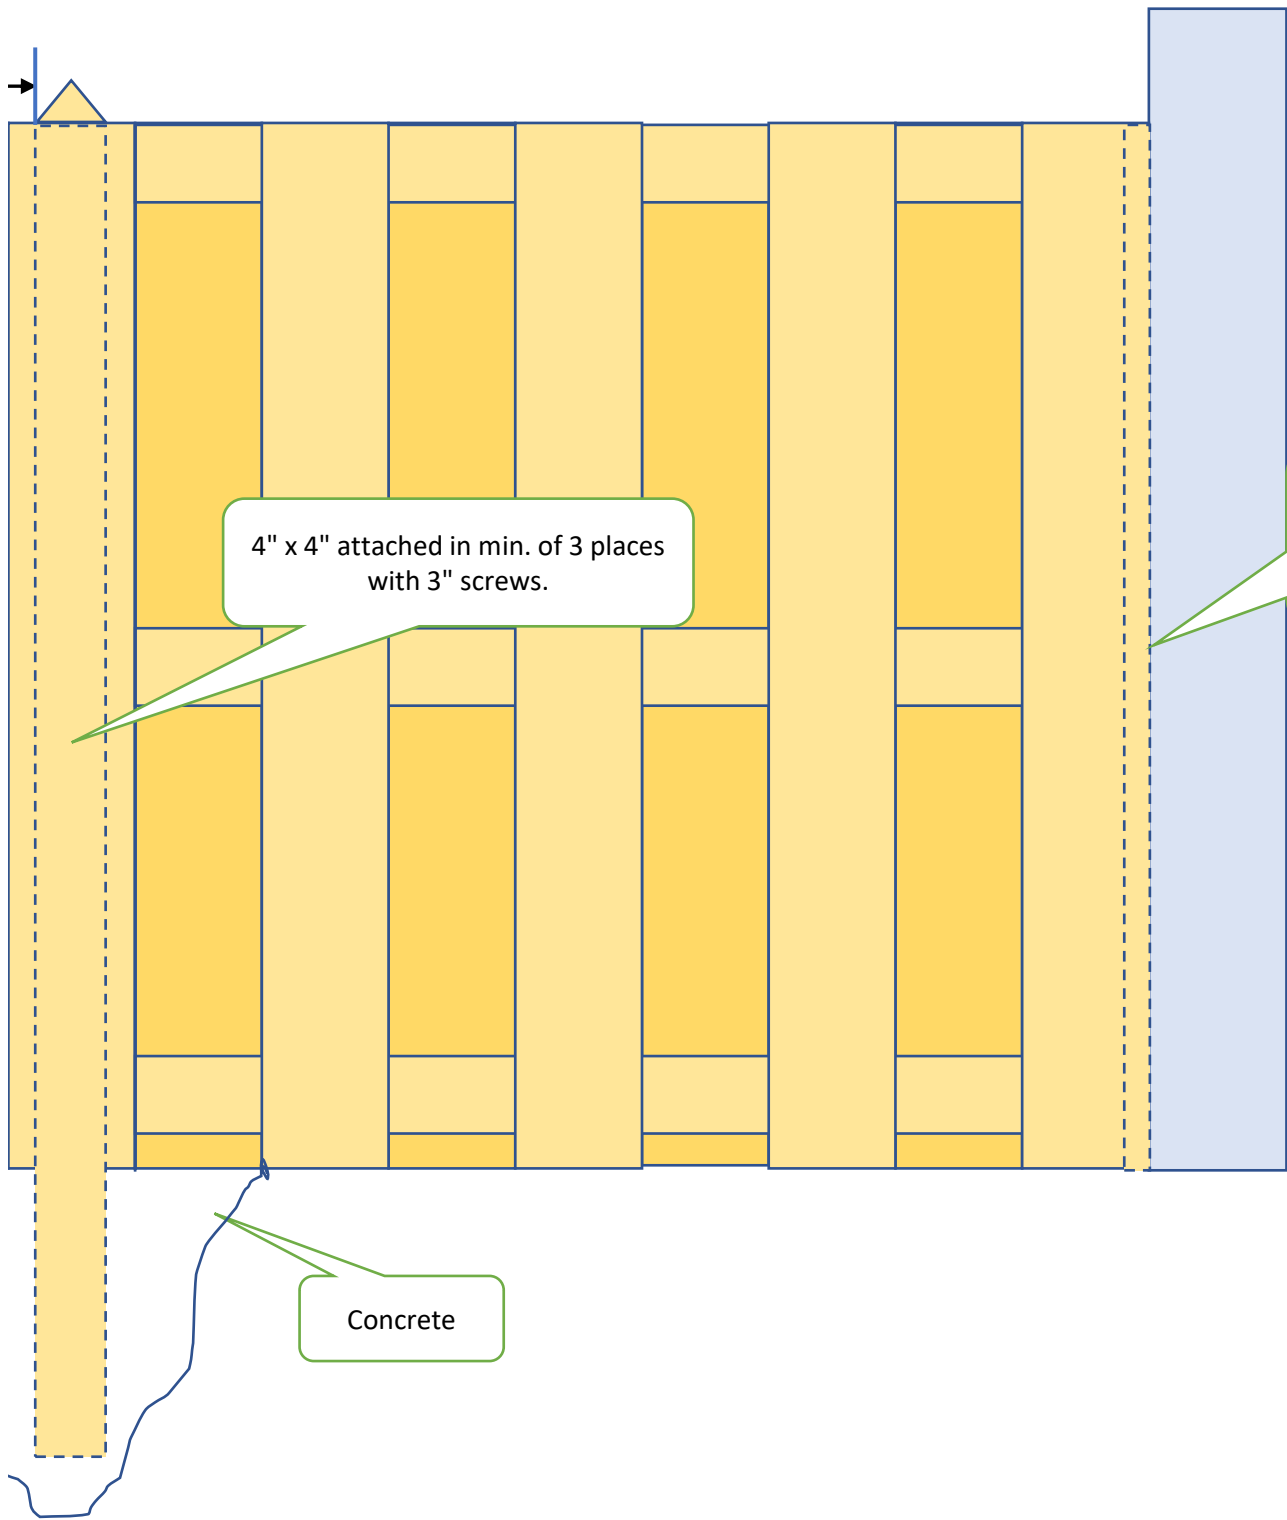 4" x 4" attached in min. of 3 places
with 3" screws.
Concrete